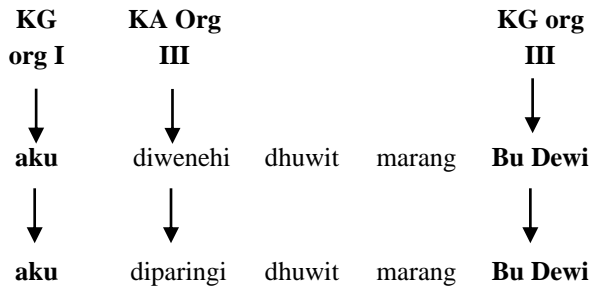 KG KA Org KG org
org I III III
aku diwenehi dhuwit marang Bu Dewi
aku diparingi dhuwit marang Bu Dewi